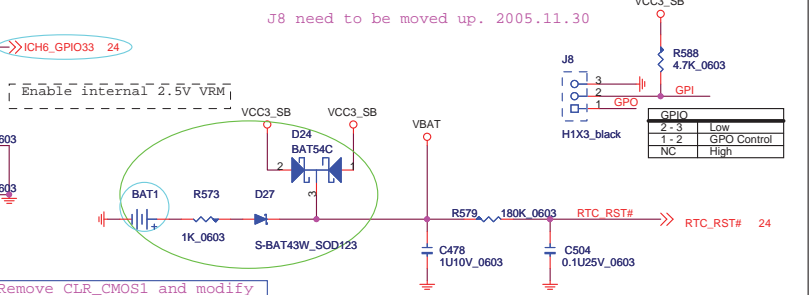 VCC3_SB
J8 need to be moved up. 2005.11.30
ICH6_GPIO33 24
J8
R588
4.7K_0603
3
2
1
GPI
GPO
H1X3_black
GPIO
2 - 3 Low
1 - 2 GPO Control
NC High
Enable internal 2.5V VRM
VCC3_SB
VCC3_SB
D24
BAT54C
2
1
3
VBAT
603
603
BAT1
+
R573
1K_0603
D27
S-BAT43W_SOD123
R579
180K_0603
RTC_RST#
RTC_RST# 24
C478
1U10V_0603
C504
0.1U25V_0603
Remove CLR_CMOS1 and modify